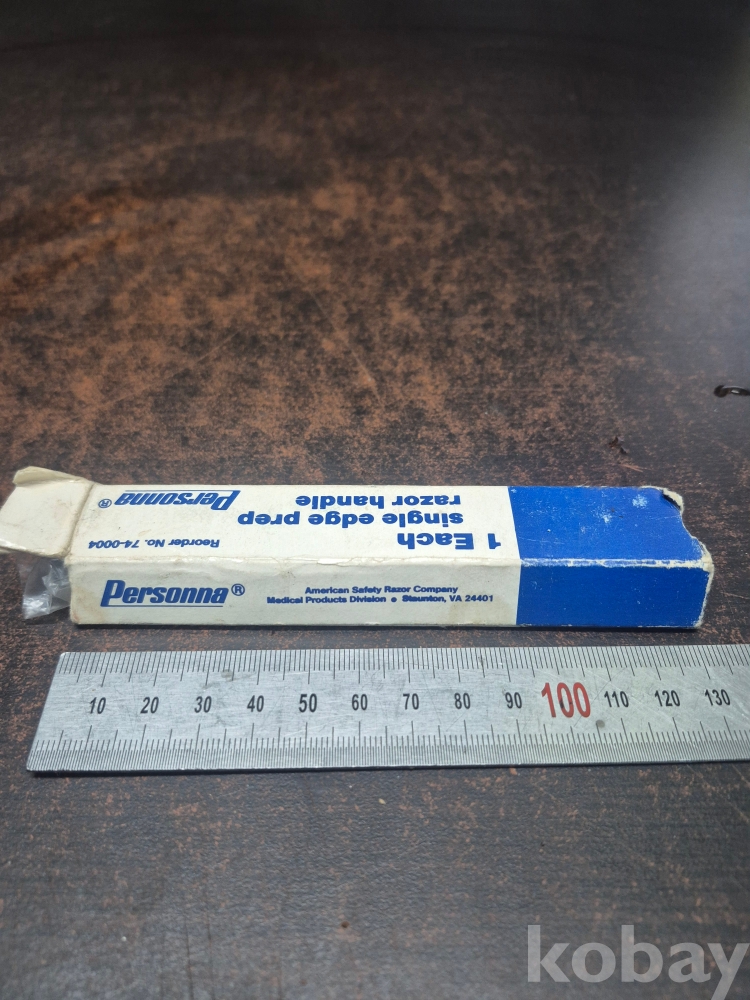 1 Each
single edge prep
razor handle
Personna®
Reorder No. 74-0004
Personna®
American Safety Razor Company
Medical Products Division • Staunton, VA 24401
10 20 30 40 50 60 70 80 90 100 110 120 130
kobay